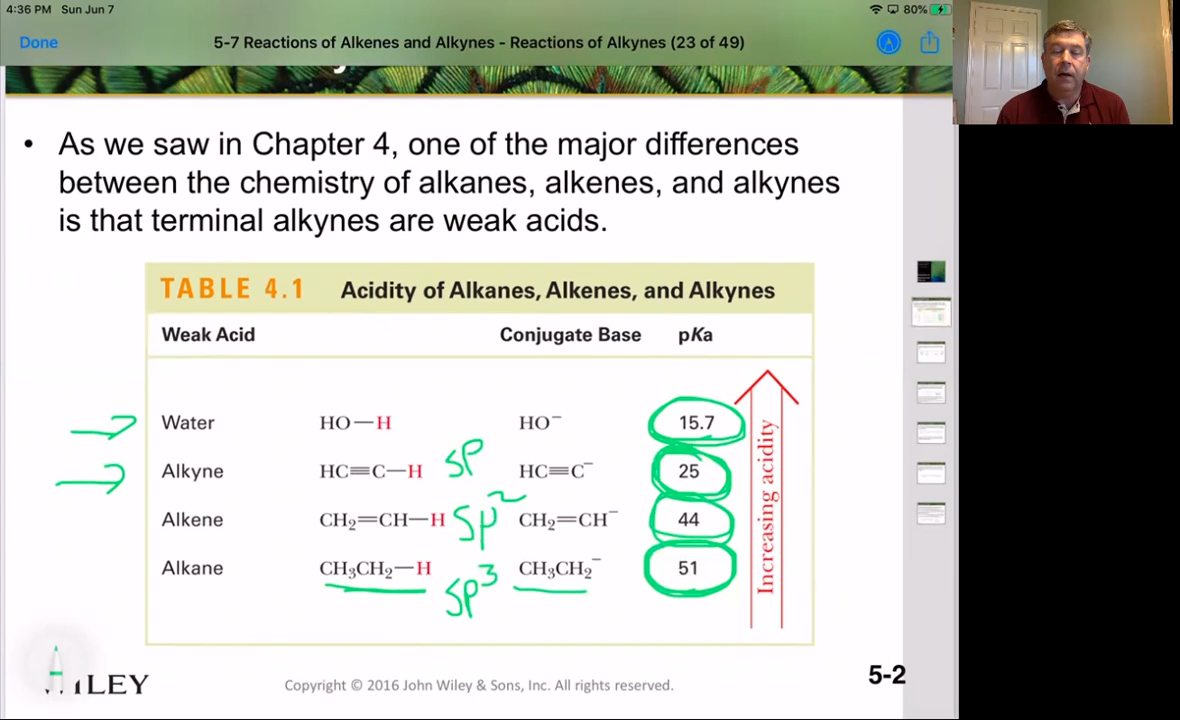 4:36 PM Sun Jun 7
80%
Done
5-7 Reactions of Alkenes and Alkynes - Reactions of Alkynes (23 of 49)
• As we saw in Chapter 4, one of the major differences
between the chemistry of alkanes, alkenes, and alkynes
is that terminal alkynes are weak acids.
TABLE 4.1 Acidity of Alkanes, Alkenes, and Alkynes
Weak Acid Conjugate Base pKa
Water HO—H HO⁻ 15.7
Alkyne HC≡C—H sp HC≡C⁻ 25
Alkene CH₂=CH—H sp² CH₂=CH⁻ 44
Alkane CH₃CH₂—H sp³ CH₃CH₂⁻ 51
Increasing acidity
WILEY
Copyright © 2016 John Wiley & Sons, Inc. All rights reserved.
5-2